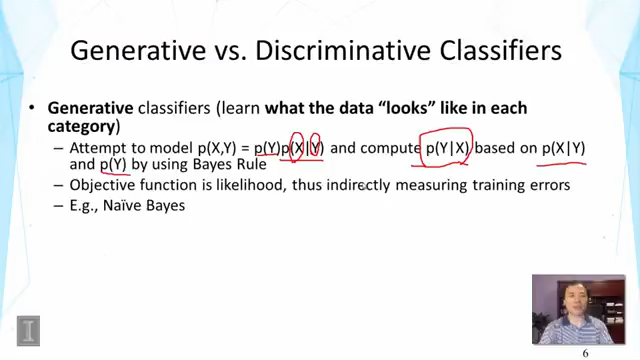 Generative vs. Discriminative Classifiers
• Generative classifiers (learn what the data “looks” like in each
category)
– Attempt to model p(X,Y) = p(Y)p(X|Y) and compute p(Y|X) based on p(X|Y)
and p(Y) by using Bayes Rule
– Objective function is likelihood, thus indirectly measuring training errors
– E.g., Naïve Bayes
I
6